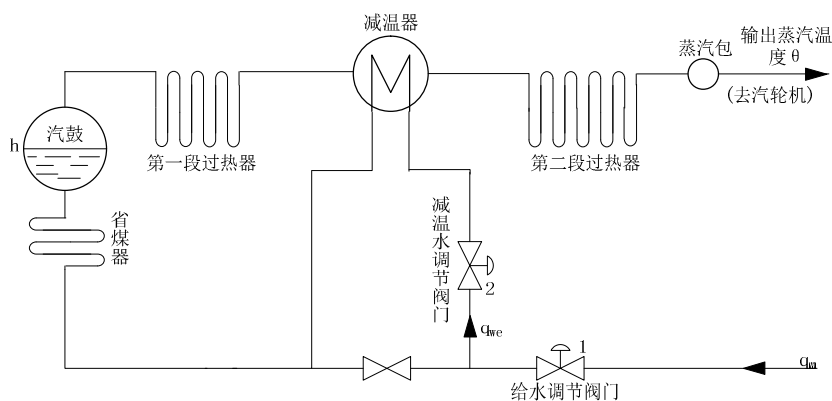 减温器
蒸汽包
输出蒸汽温
度θ
(去汽轮机)
汽鼓
h
第一段过热器
第二段过热器
省煤器
减温水调节阀门
2
qwe
1
给水调节阀门